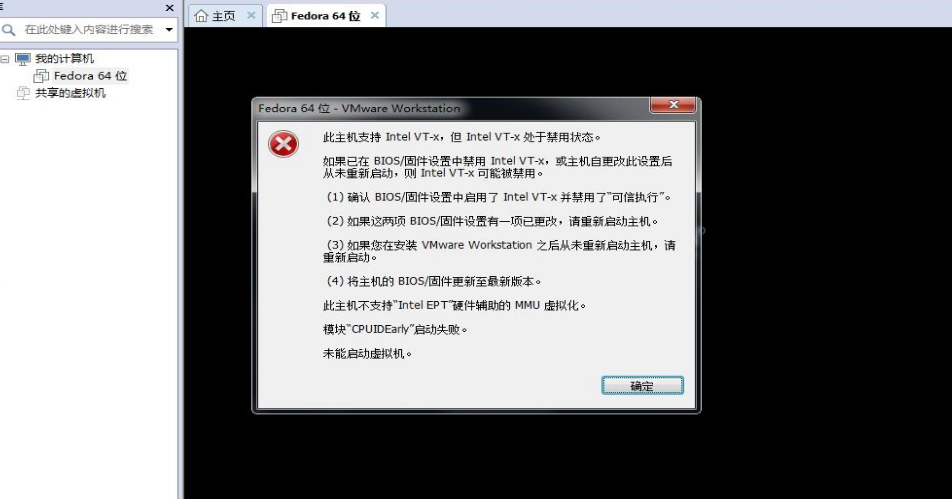 主页
Fedora 64 位
在此处键入内容进行搜索
我的计算机
Fedora 64 位
共享的虚拟机
Fedora 64 位 - VMware Workstation
此主机支持 Intel VT-x，但 Intel VT-x 处于禁用状态。
如果已在 BIOS/固件设置中禁用 Intel VT-x，或主机自更改此设置后
从未重新启动，则 Intel VT-x 可能被禁用。
(1) 确认 BIOS/固件设置中启用了 Intel VT-x 并禁用了“可信执行”。
(2) 如果这两项 BIOS/固件设置有一项已更改，请重新启动主机。
(3) 如果您在安装 VMware Workstation 之后从未重新启动主机，请
重新启动。
(4) 将主机的 BIOS/固件更新至最新版本。
此主机不支持“Intel EPT”硬件辅助的 MMU 虚拟化。
模块“CPUIDEarly”启动失败。
未能启动虚拟机。
确定